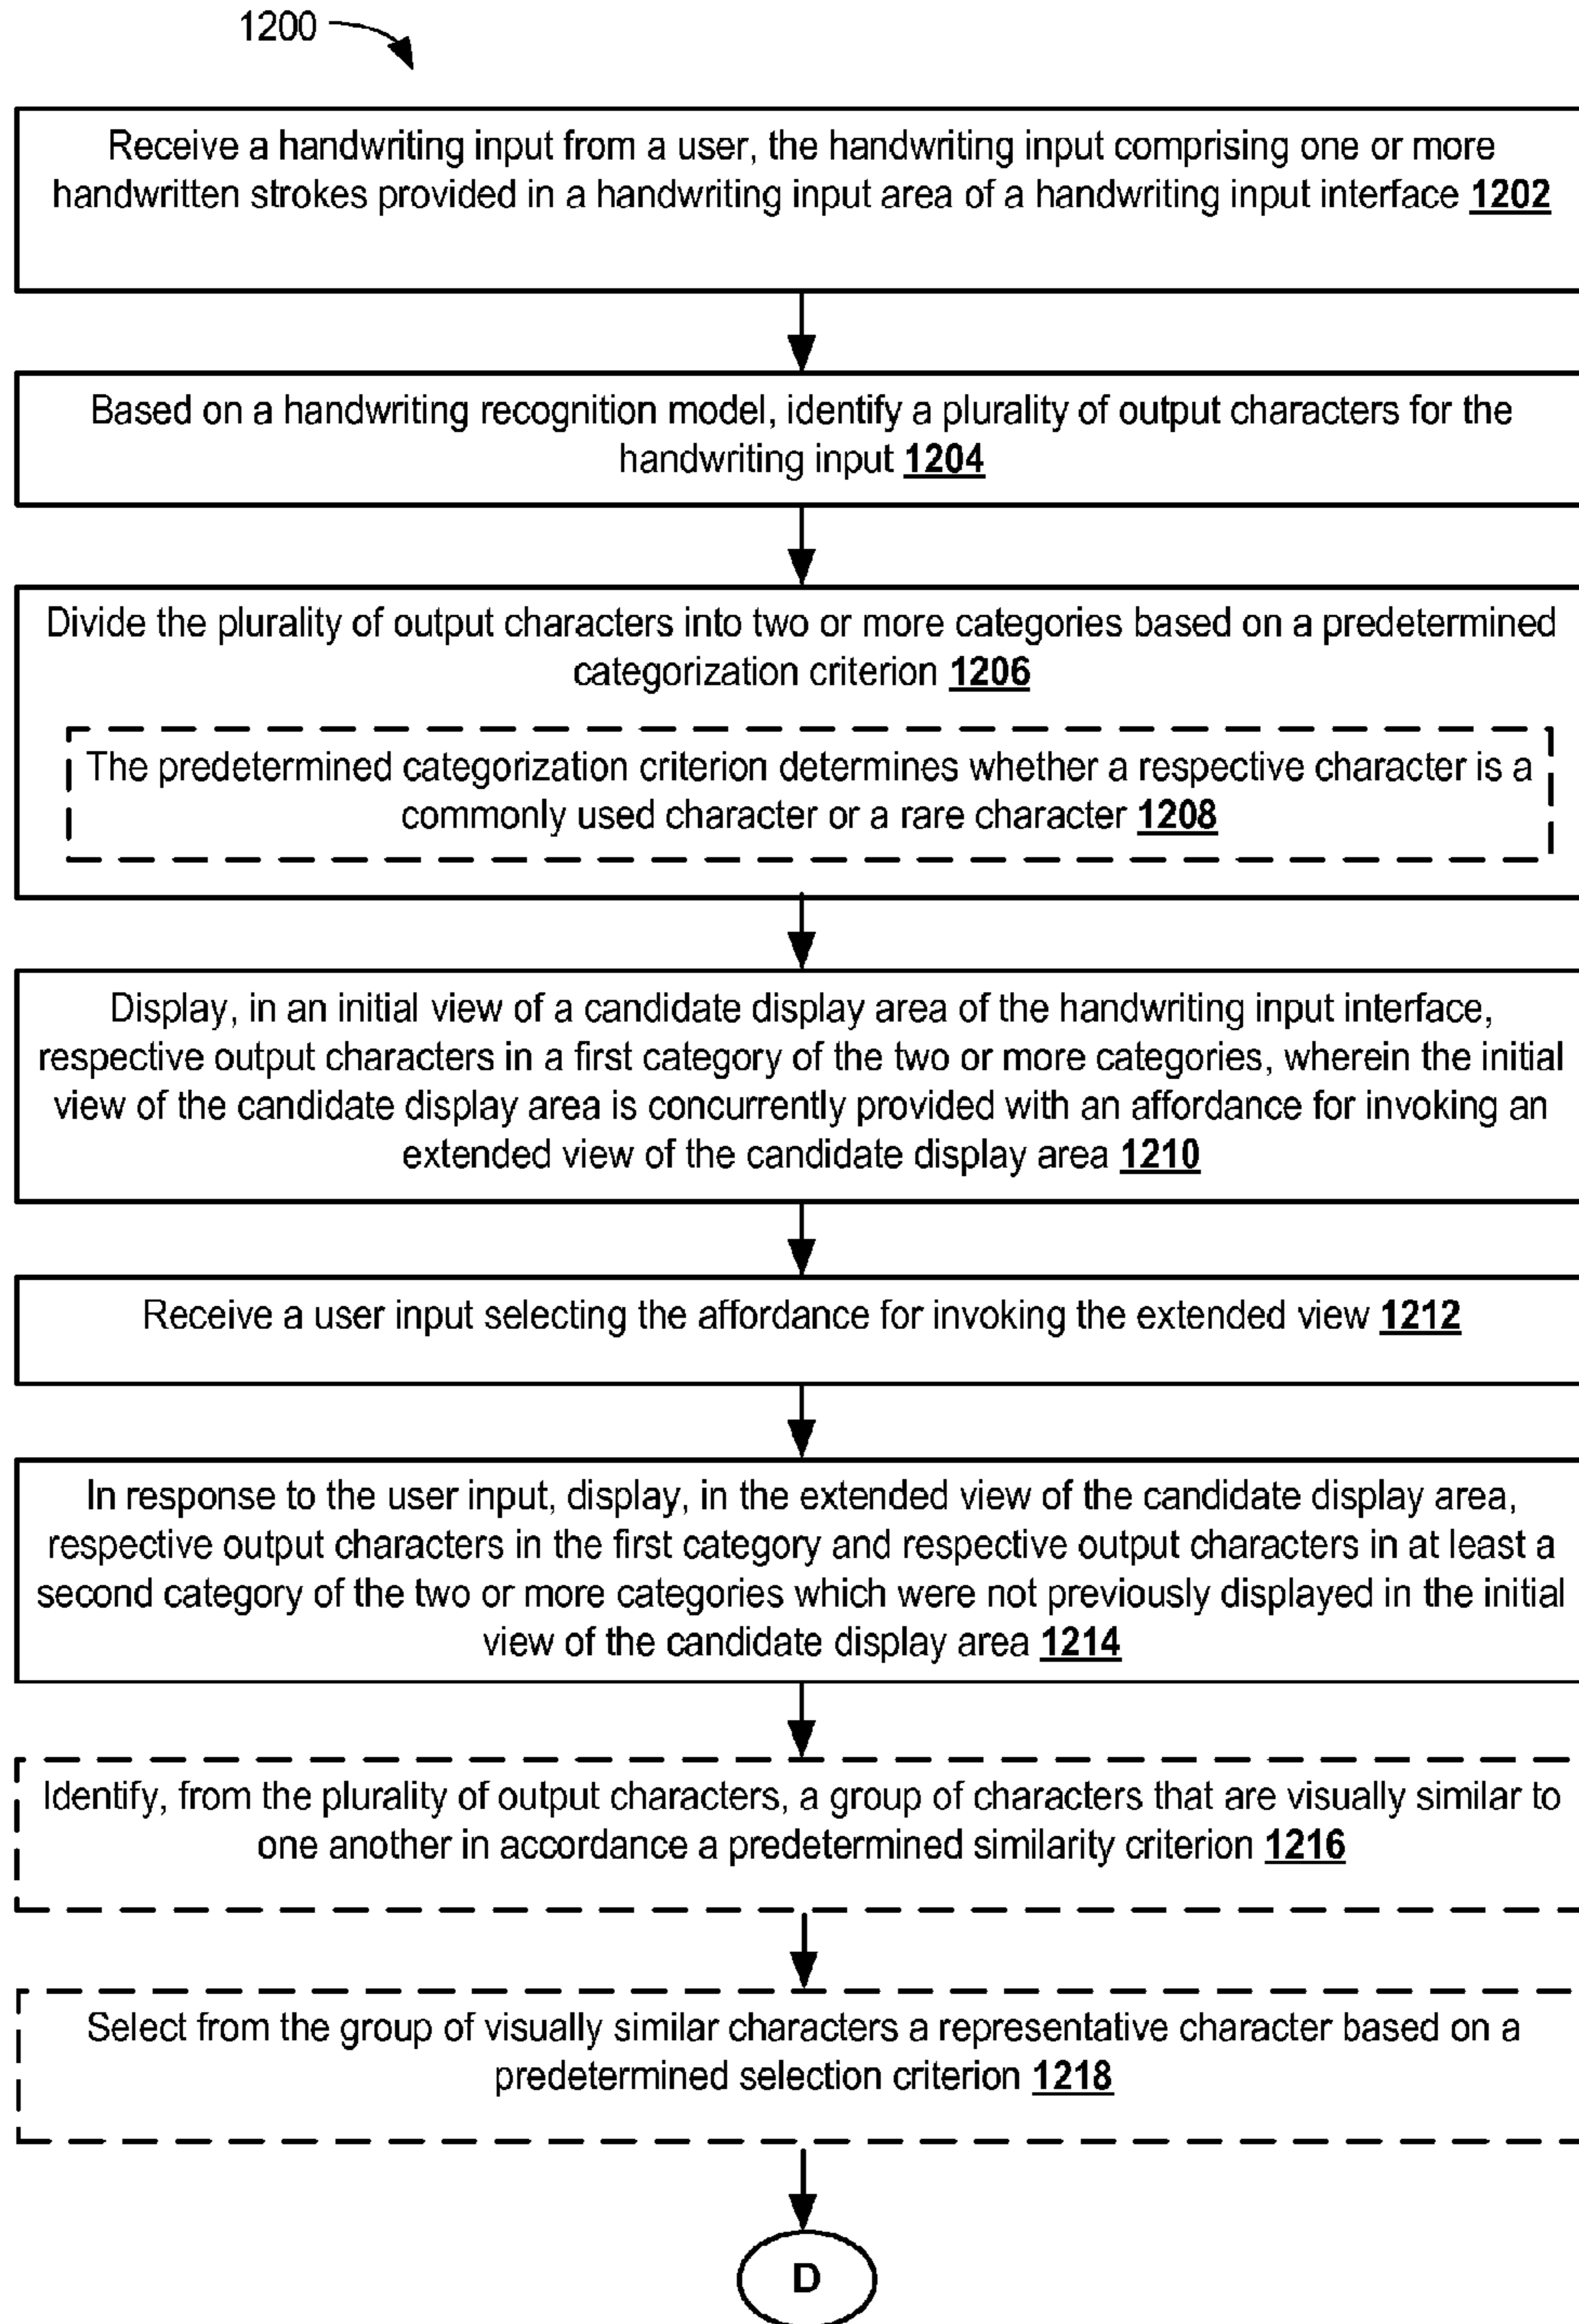 1200
Receive a handwriting input from a user, the handwriting input comprising one or more
handwritten strokes provided in a handwriting input area of a handwriting input interface 1202
Based on a handwriting recognition model, identify a plurality of output characters for the
handwriting input 1204
Divide the plurality of output characters into two or more categories based on a predetermined
categorization criterion 1206
The predetermined categorization criterion determines whether a respective character is a
commonly used character or a rare character 1208
Display, in an initial view of a candidate display area of the handwriting input interface,
respective output characters in a first category of the two or more categories, wherein the initial
view of the candidate display area is concurrently provided with an affordance for invoking an
extended view of the candidate display area 1210
Receive a user input selecting the affordance for invoking the extended view 1212
In response to the user input, display, in the extended view of the candidate display area,
respective output characters in the first category and respective output characters in at least a
second category of the two or more categories which were not previously displayed in the initial
view of the candidate display area 1214
Identify, from the plurality of output characters, a group of characters that are visually similar to
one another in accordance a predetermined similarity criterion 1216
Select from the group of visually similar characters a representative character based on a
predetermined selection criterion 1218
D